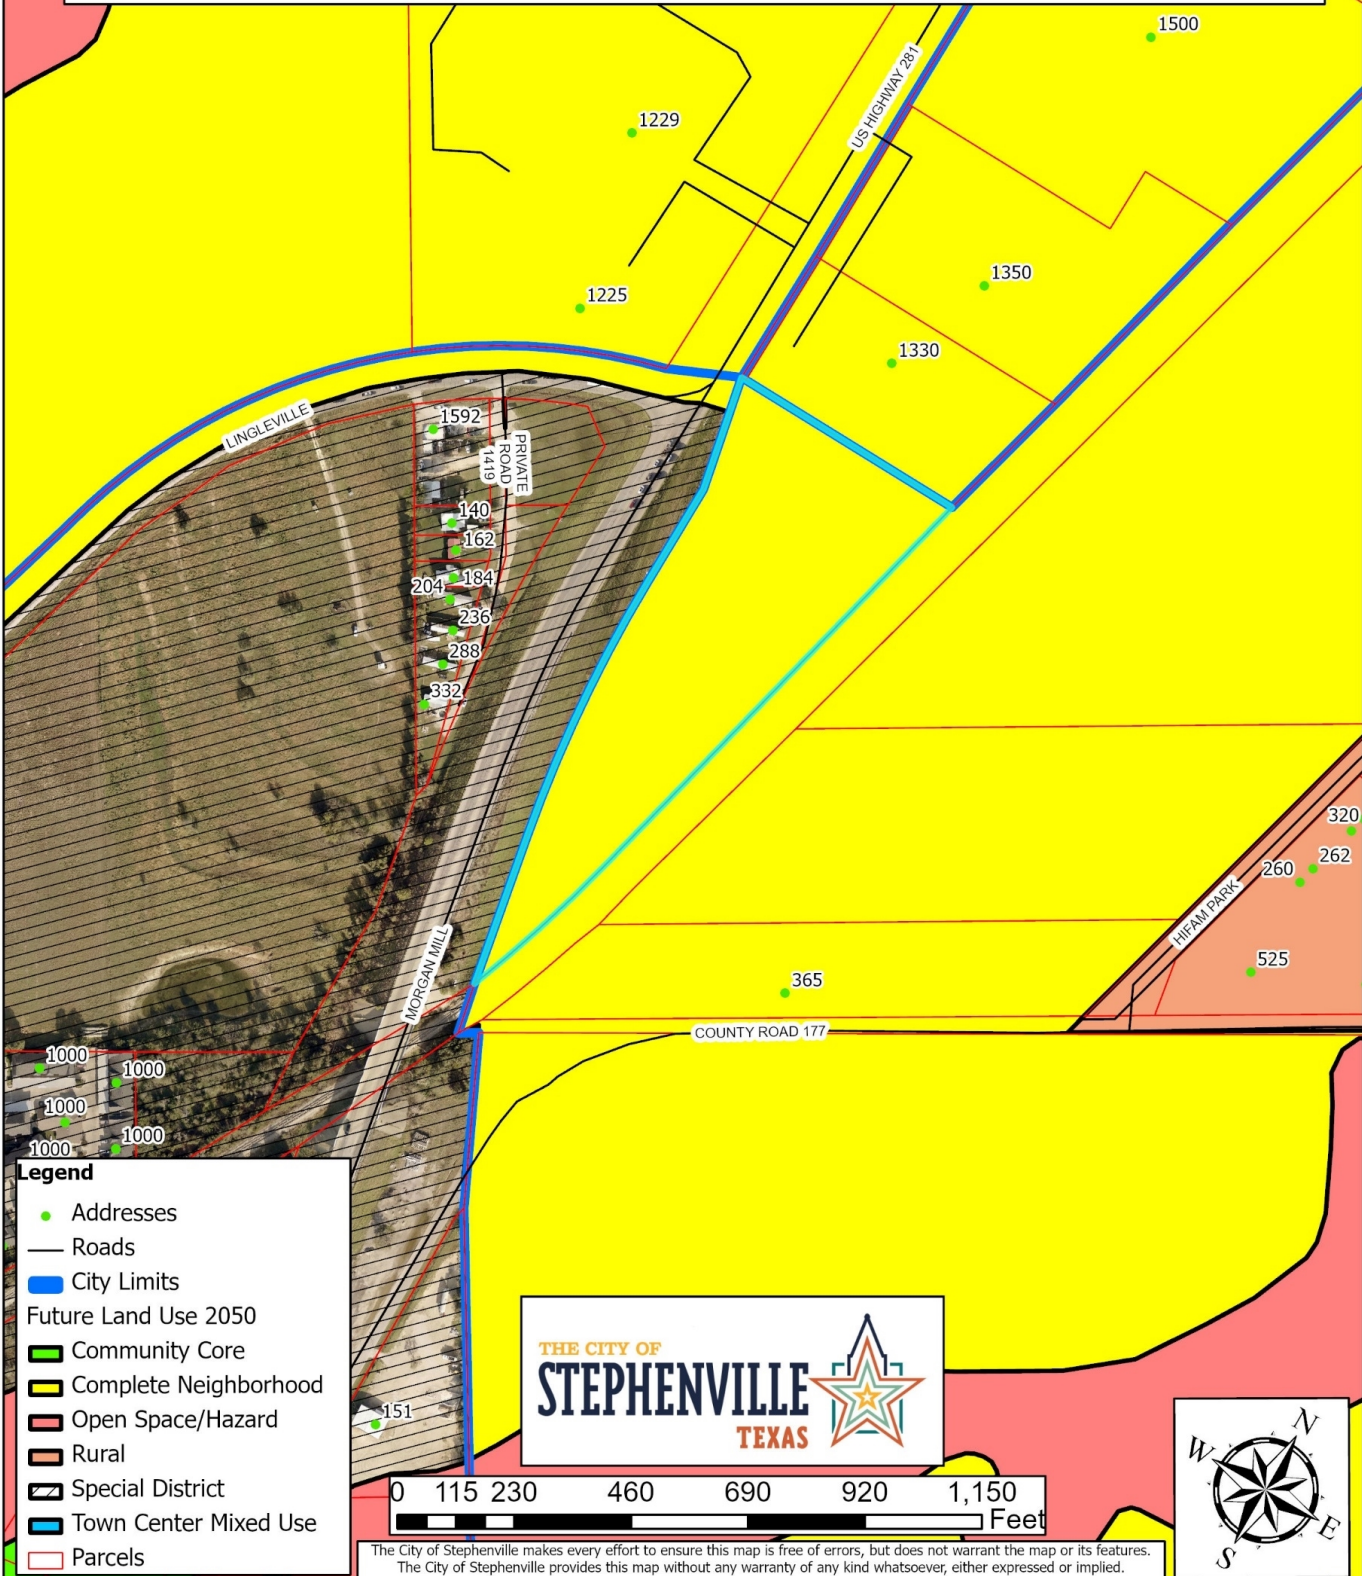 1500
1229
US HIGHWAY 281
1225
1350
1330
LINGLEVILLE
1592
PRIVATE
ROAD
1419
140
162
184
204
236
288
332
320
262
260
HIFAM PARK
525
MORGAN MILL
365
COUNTY ROAD 177
1000
1000
1000
1000
1000
151
Legend
Addresses
Roads
City Limits
Future Land Use 2050
Community Core
Complete Neighborhood
Open Space/Hazard
Rural
Special District
Town Center Mixed Use
Parcels
THE CITY OF
STEPHENVILLE
TEXAS
0 115 230 460 690 920 1,150
Feet
N
W
E
S
The City of Stephenville makes every effort to ensure this map is free of errors, but does not warrant the map or its features.
The City of Stephenville provides this map without any warranty of any kind whatsoever, either expressed or implied.